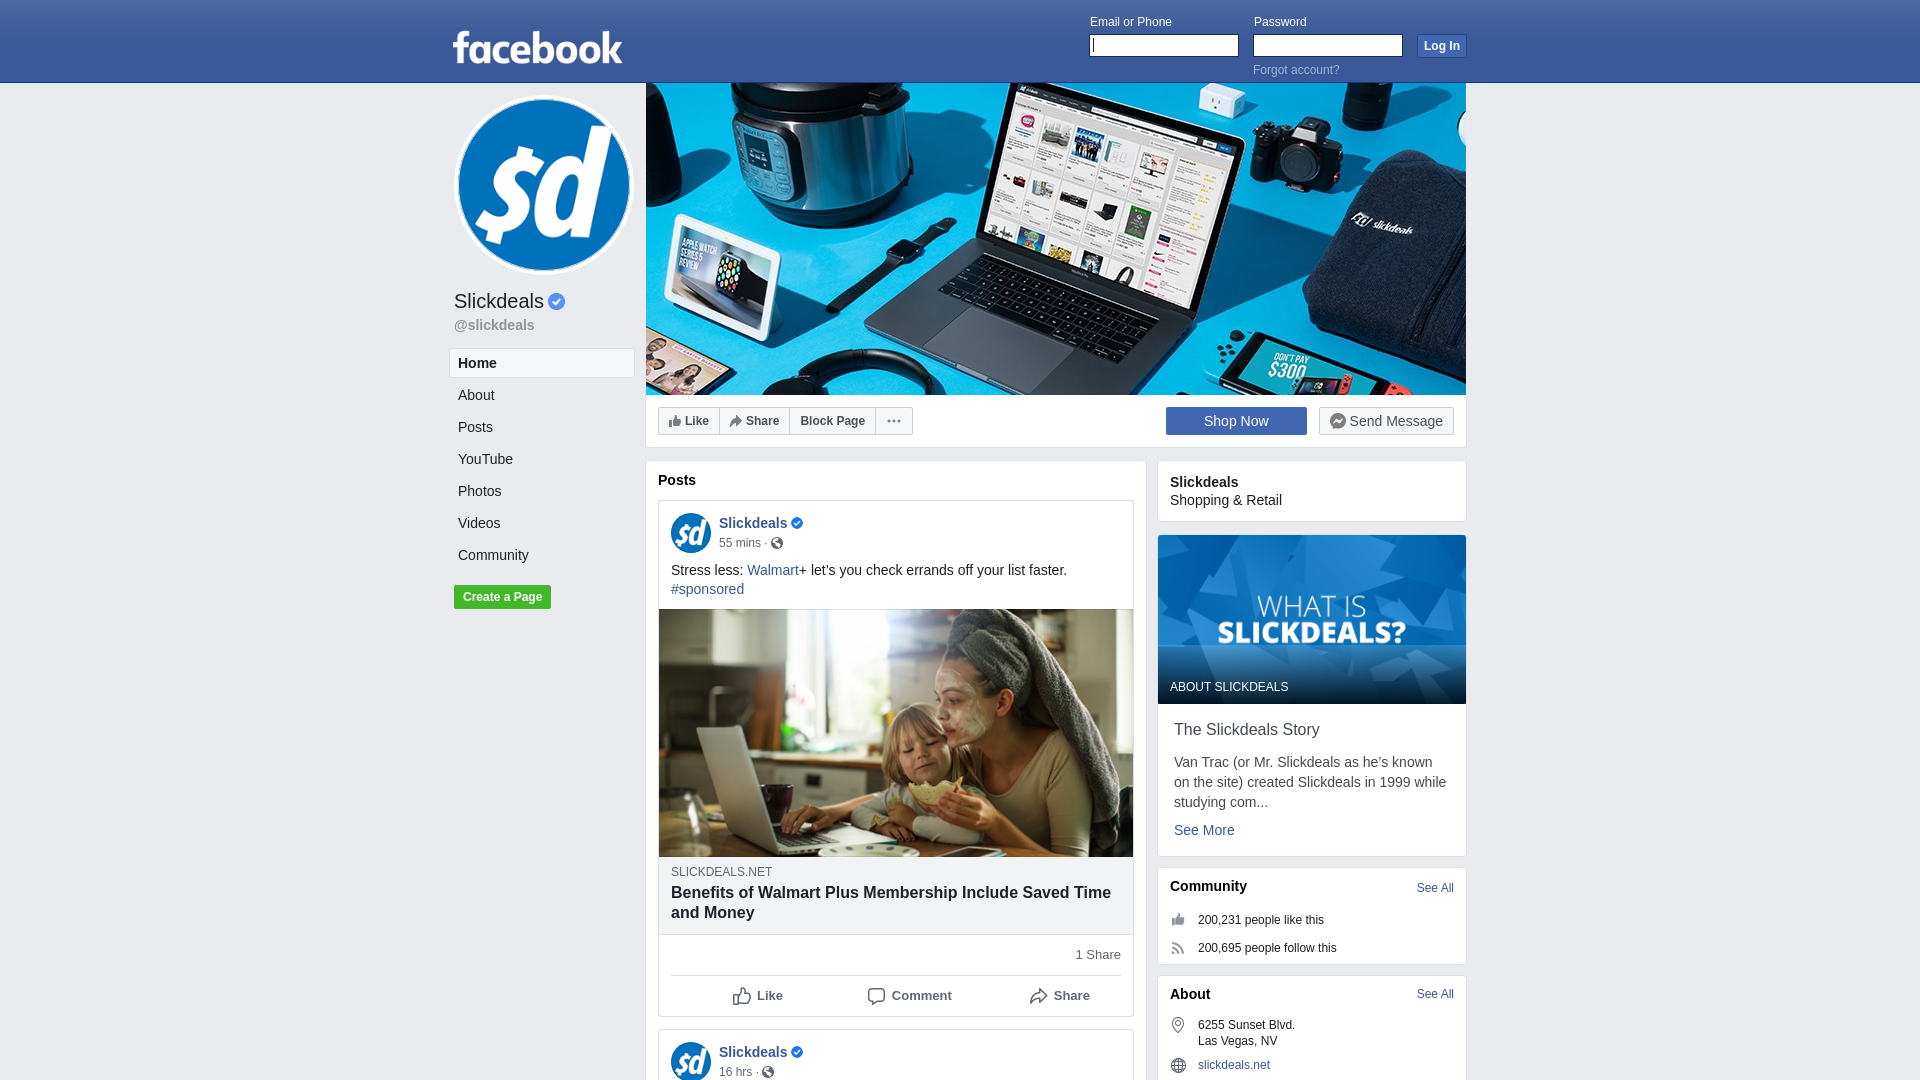 facebook
Email or Phone
Password
Log In
Forgot account?
$d
Slickdeals
@slickdeals
Home
About
Posts
YouTube
Photos
Videos
Community
Create a Page
APPLE WATCH
SERIES 5
REVIEW
slickdeals
DON'T PAY
$300
Like
Share
Block Page
Shop Now
Send Message
Posts
$d
Slickdeals
55 mins ·
Stress less: Walmart+ let’s you check errands off your list faster.
#sponsored
SLICKDEALS.NET
Benefits of Walmart Plus Membership Include Saved Time
and Money
1 Share
Like
Comment
Share
$d
Slickdeals
16 hrs ·
Slickdeals
Shopping & Retail
WHAT IS
SLICKDEALS?
ABOUT SLICKDEALS
The Slickdeals Story
Van Trac (or Mr. Slickdeals as he’s known
on the site) created Slickdeals in 1999 while
studying com...
See More
Community
See All
200,231 people like this
200,695 people follow this
About
See All
6255 Sunset Blvd.
Las Vegas, NV
slickdeals.net